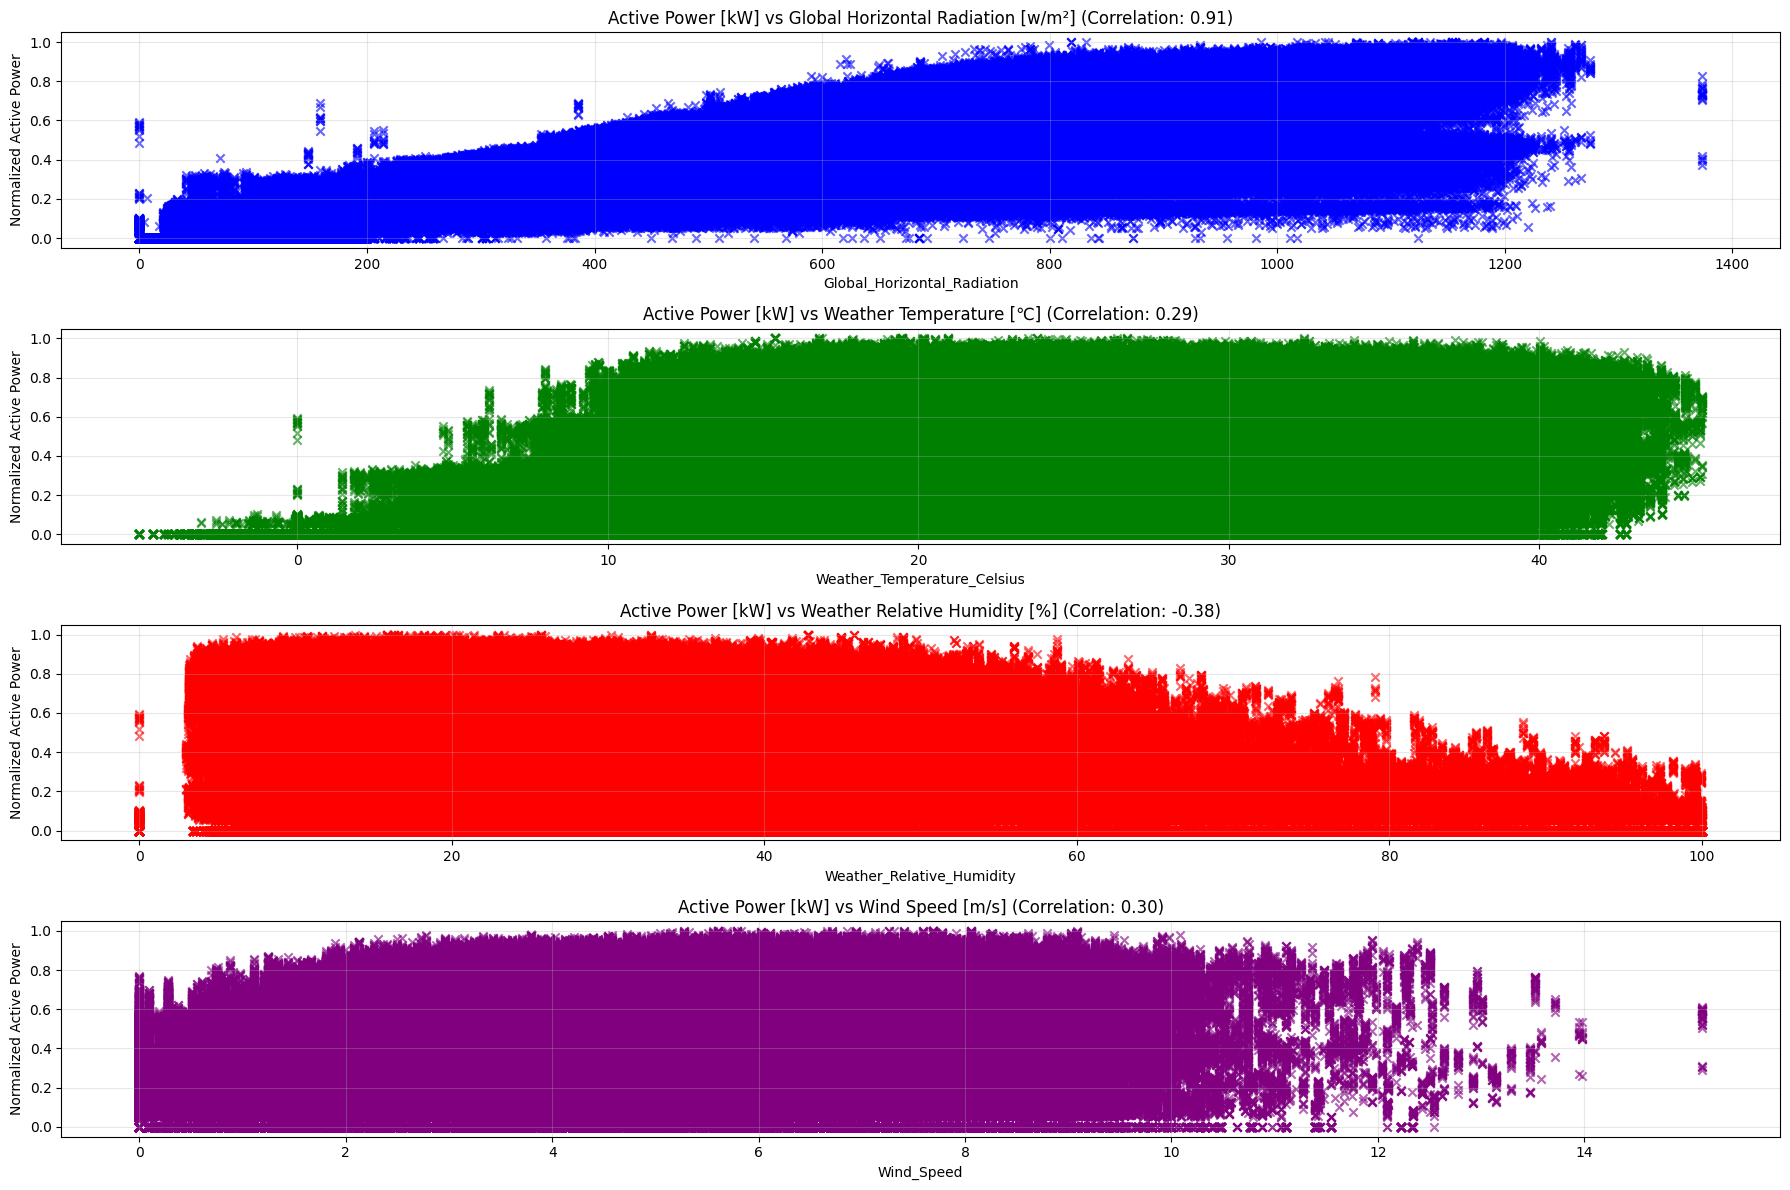 Active Power [kW] vs Global Horizontal Radiation [w/m²] (Correlation: 0.91)
Normalized Active Power
1.0
0.8
0.6
0.4
0.2
0.0
0 200 400 600 800 1000 1200 1400
Global_Horizontal_Radiation
Active Power [kW] vs Weather Temperature [℃] (Correlation: 0.29)
Normalized Active Power
1.0
0.8
0.6
0.4
0.2
0.0
0 10 20 30 40
Weather_Temperature_Celsius
Active Power [kW] vs Weather Relative Humidity [%] (Correlation: -0.38)
Normalized Active Power
1.0
0.8
0.6
0.4
0.2
0.0
0 20 40 60 80 100
Weather_Relative_Humidity
Active Power [kW] vs Wind Speed [m/s] (Correlation: 0.30)
Normalized Active Power
1.0
0.8
0.6
0.4
0.2
0.0
0 2 4 6 8 10 12 14
Wind_Speed